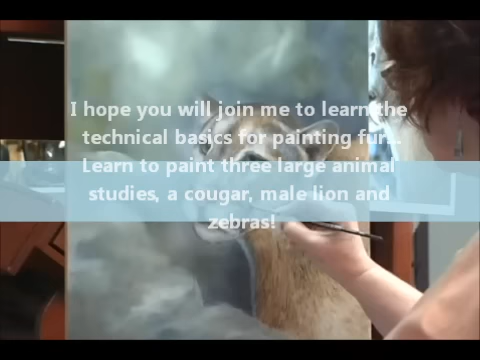 I hope you will join me to learn the
technical basics for painting fur..
Learn to paint three large animal
studies, a cougar, male lion and
zebras!